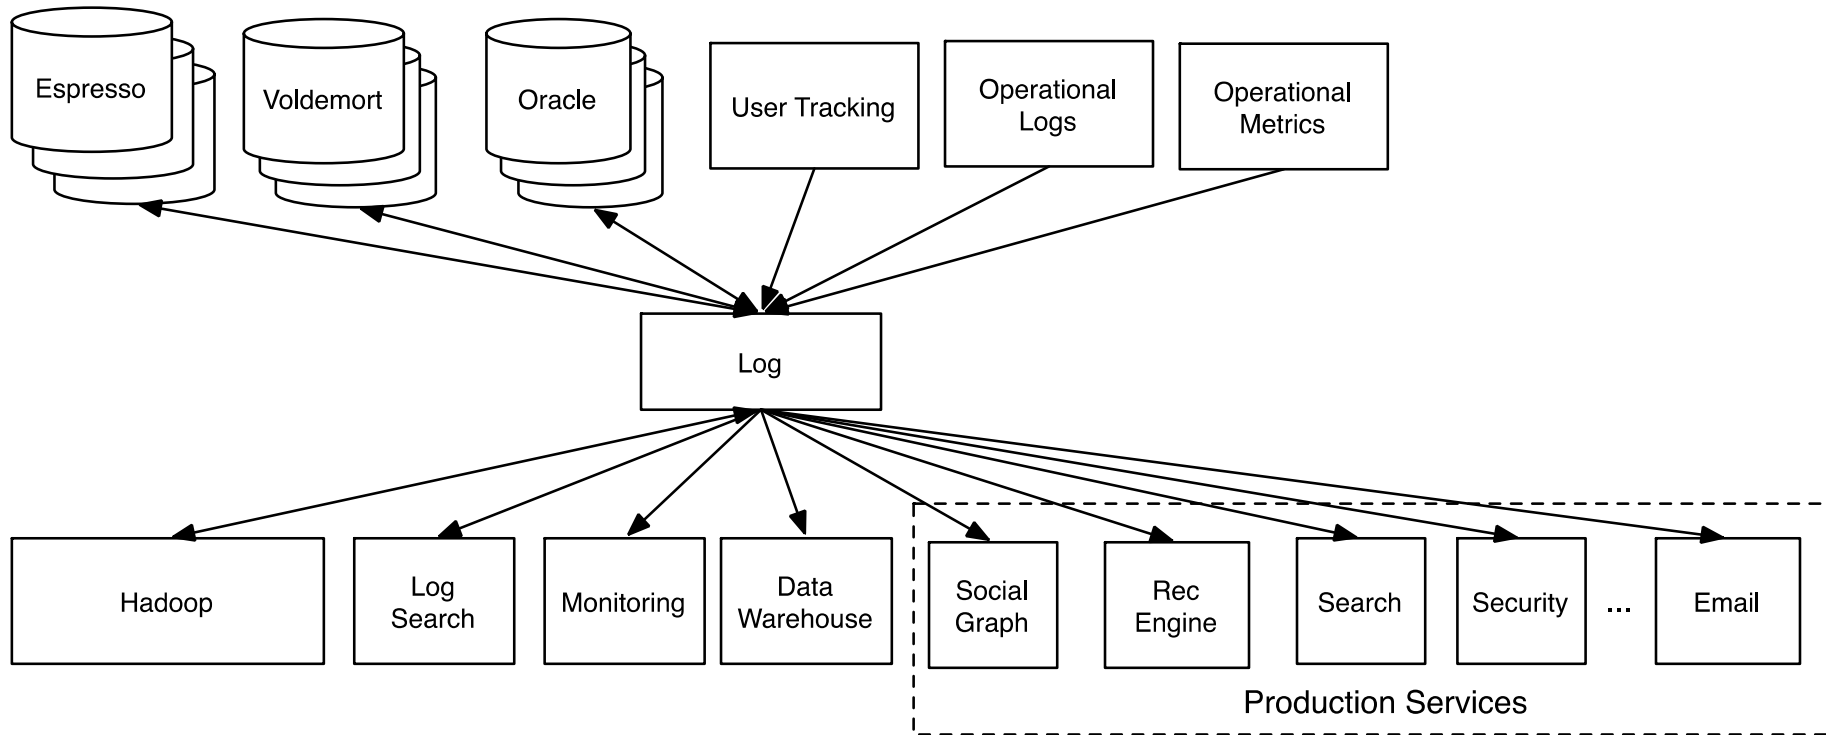 Espresso
Voldemort
Oracle
User Tracking
Operational
Logs
Operational
Metrics
Log
Hadoop
Log
Search
Monitoring
Data
Warehouse
Social
Graph
Rec
Engine
Search
Security
...
Email
Production Services